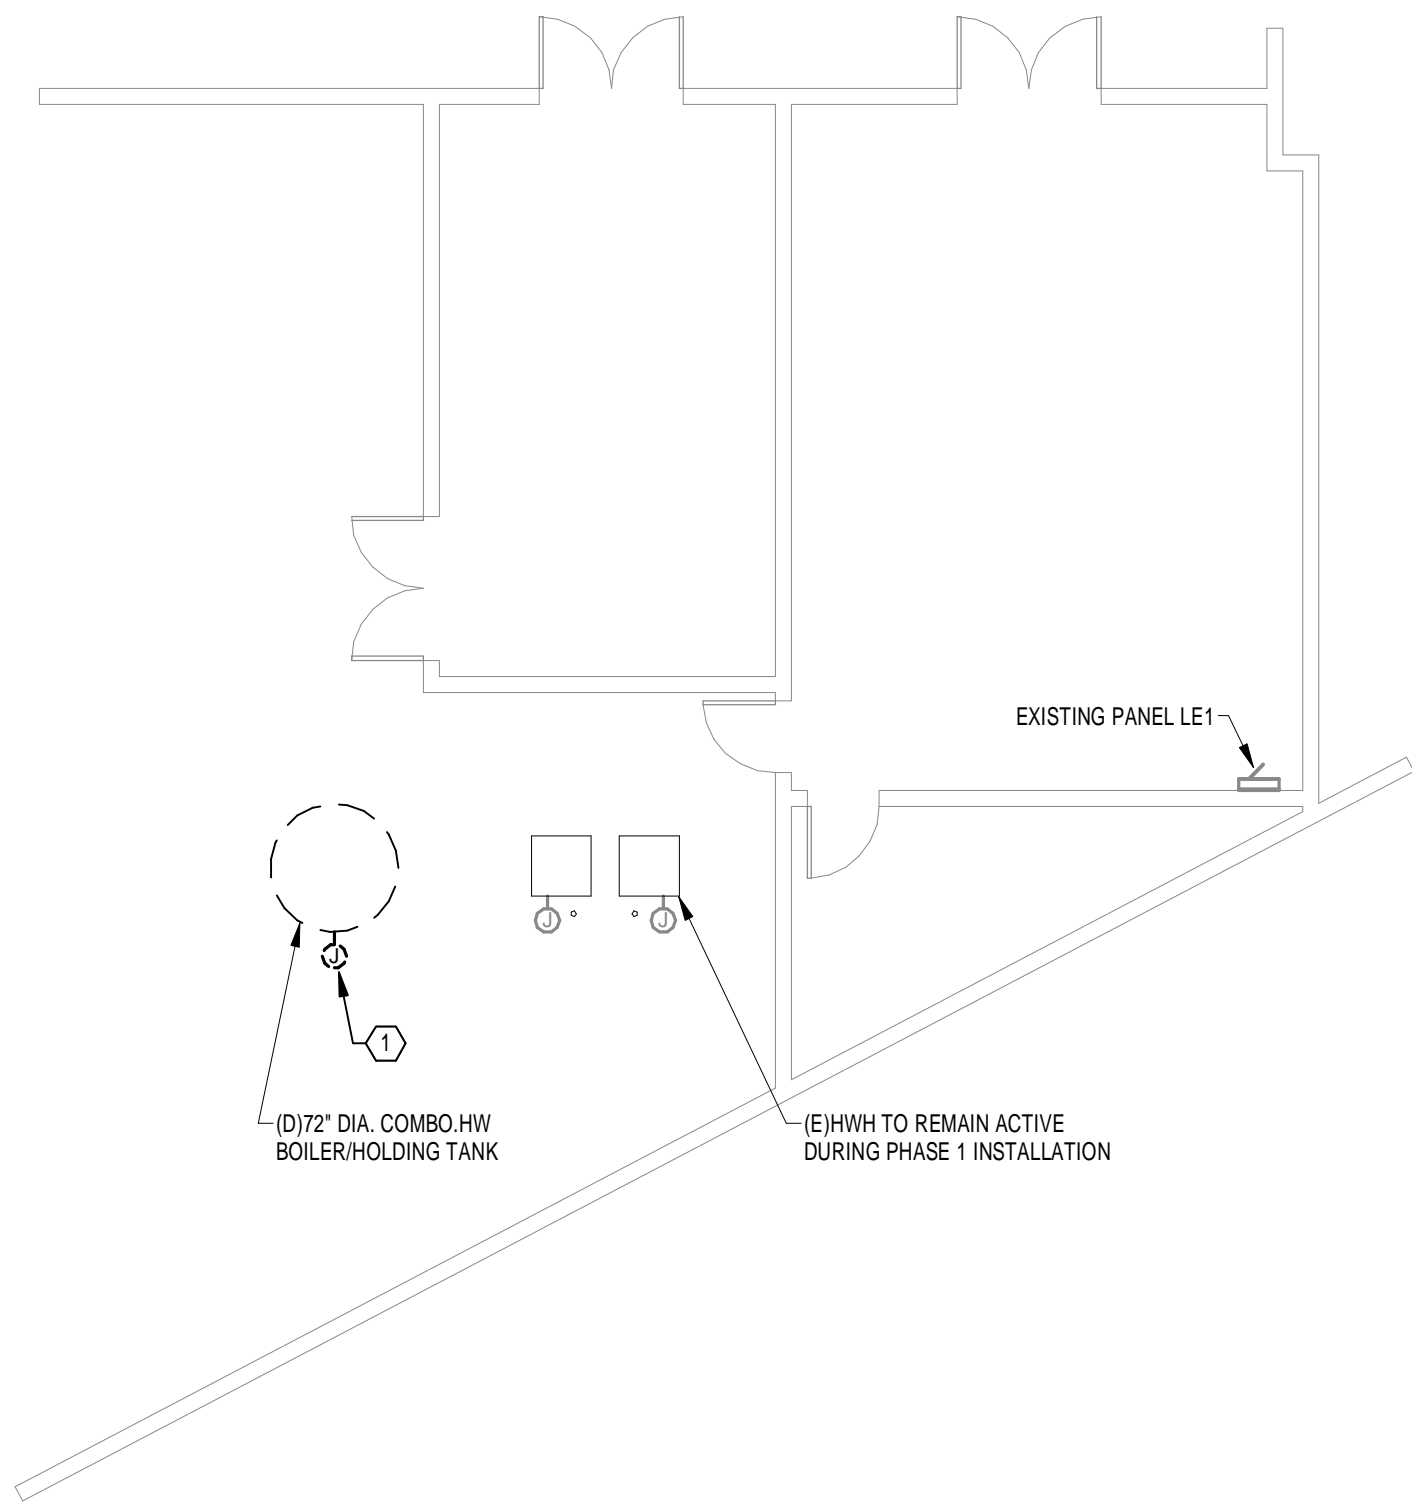 EXISTING PANEL LE1
J
J
J
1
(D)72" DIA. COMBO.HW
BOILER/HOLDING TANK
(E)HWH TO REMAIN ACTIVE
DURING PHASE 1 INSTALLATION